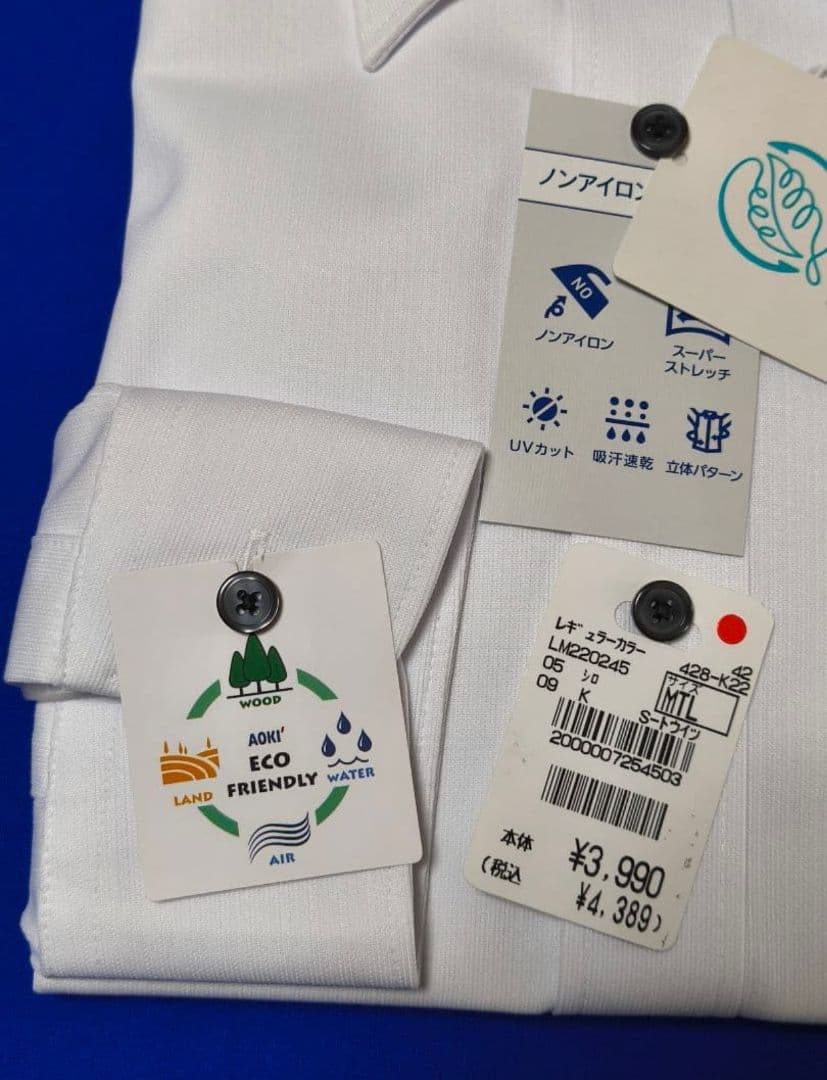 ノンアイロン
NO
ノンアイロン
スーパー
ストレッチ
UVカット
吸汗速乾
立体パターン
WOOD
AOKI'
ECO
FRIENDLY
LAND
WATER
AIR
レギュラーカラー
LM220245
05 シロ
09 K
42
428-K22
サイズ
MTL
S-トウイツ
2000007254503
本体 ¥3,990
(税込 ¥4,389)